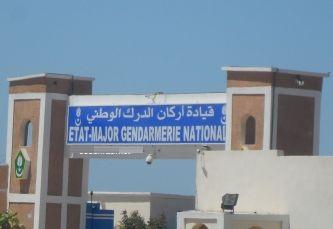 قيادة أركان الدرك الوطني
ETAT-MAJOR GENDARMERIE NATIONAL